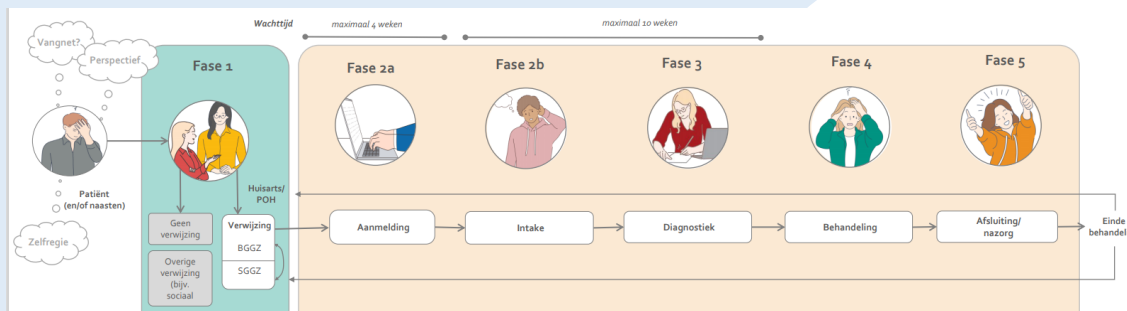 Wachttijd
maximaal 4 weken
maximaal 10 weken
Vangnet?
Perspectief
Fase 1
Fase 2a
Fase 2b
Fase 3
Fase 4
Fase 5
Patiënt
(en/of naasten)
Zelfregie
Huisarts/
POH
Geen
verwijzing
Overige
verwijzing
(bijv.
sociaal
Verwijzing
BGGZ
SGGZ
Aanmelding
Intake
Diagnostiek
Behandeling
Afsluiting/
nazorg
Einde
behandel